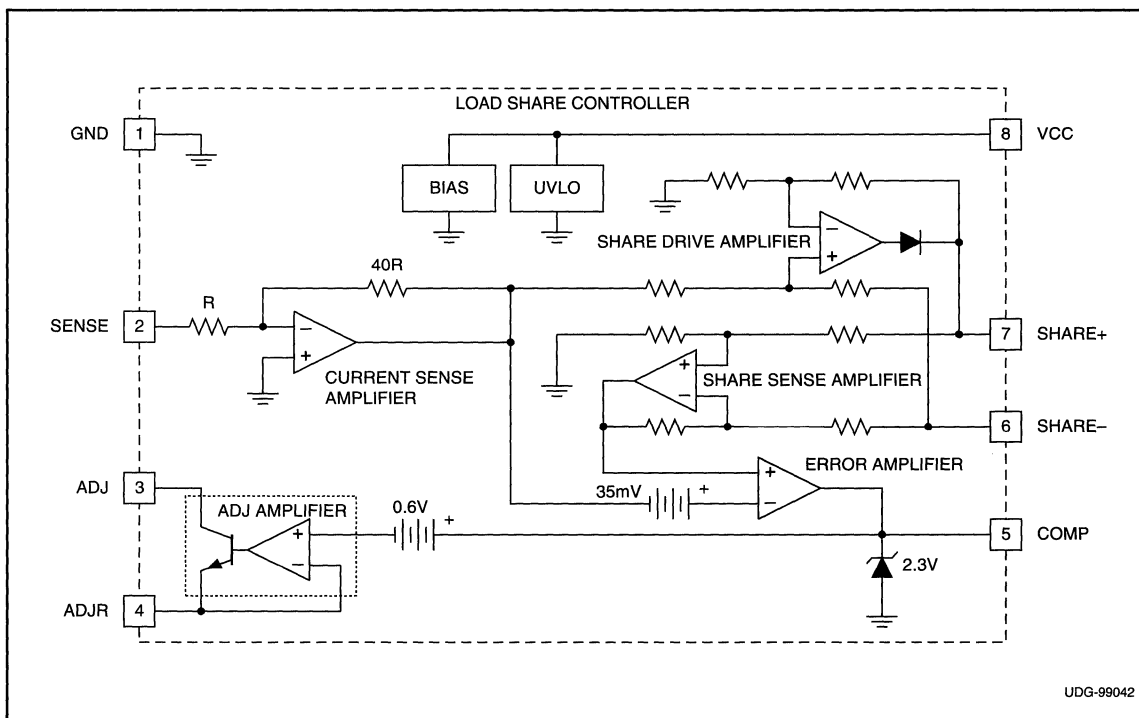 LOAD SHARE CONTROLLER
GND
1
8
VCC
BIAS
UVLO
SHARE DRIVE AMPLIFIER
−
+
40R
R
SENSE
2
−
+
CURRENT SENSE
AMPLIFIER
7
SHARE+
+
−
SHARE SENSE AMPLIFIER
6
SHARE−
ERROR AMPLIFIER
ADJ
3
35mV
+
+
−
ADJ AMPLIFIER
0.6V
+
+
−
5
COMP
2.3V
ADJR
4
UDG-99042